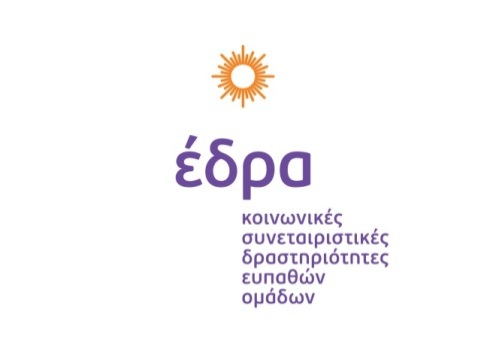 έδρα
κοινωνικές
συνεταιριστικές
δραστηριότητες
ευπαθών
ομάδων